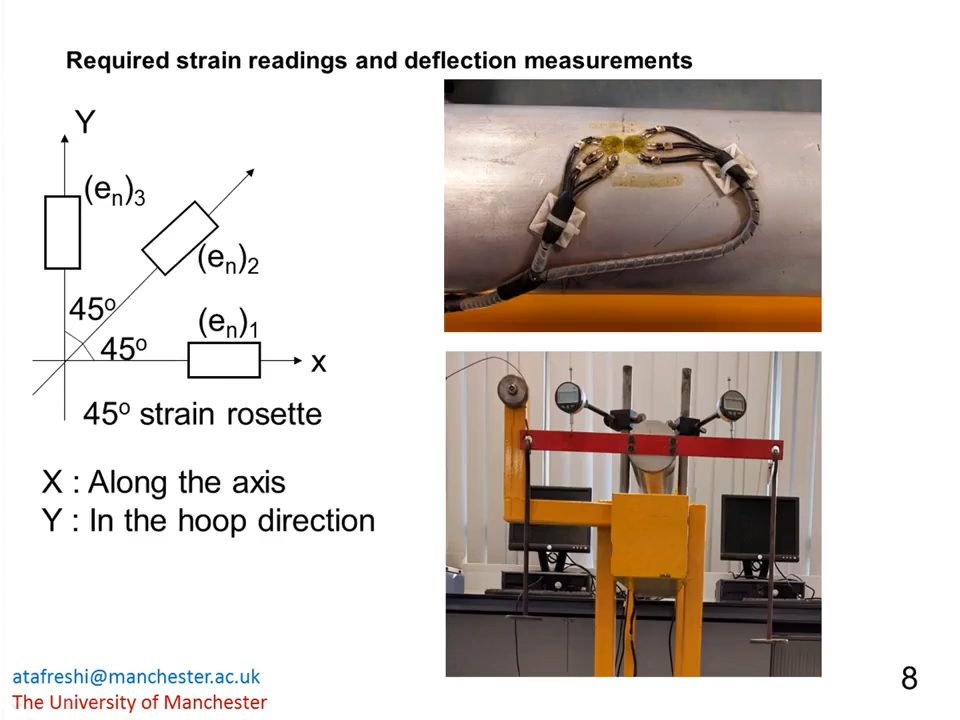 Required strain readings and deflection measurements
Y
(eₙ)₃
(eₙ)₂
45º
(eₙ)₁
45º
x
45º strain rosette
X : Along the axis
Y : In the hoop direction
atafreshi@manchester.ac.uk
The University of Manchester
8